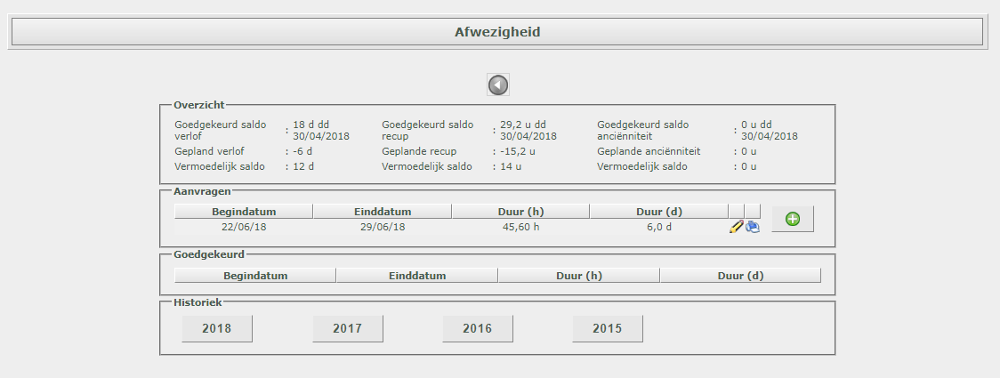 Afwezigheid
Overzicht
Goedgekeurd saldo verlof : 18 d dd 30/04/2018 Goedgekeurd saldo recup : 29,2 u dd 30/04/2018 Goedgekeurd saldo anciënniteit : 0 u dd 30/04/2018
Gepland verlof : -6 d Geplande recup : -15,2 u Geplande anciënniteit : 0 u
Vermoedelijk saldo : 12 d Vermoedelijk saldo : 14 u Vermoedelijk saldo : 0 u
Aanvragen
Begindatum Einddatum Duur (h) Duur (d)
22/06/18 29/06/18 45,60 h 6,0 d
Goedgekeurd
Begindatum Einddatum Duur (h) Duur (d)
Historiek
2018 2017 2016 2015